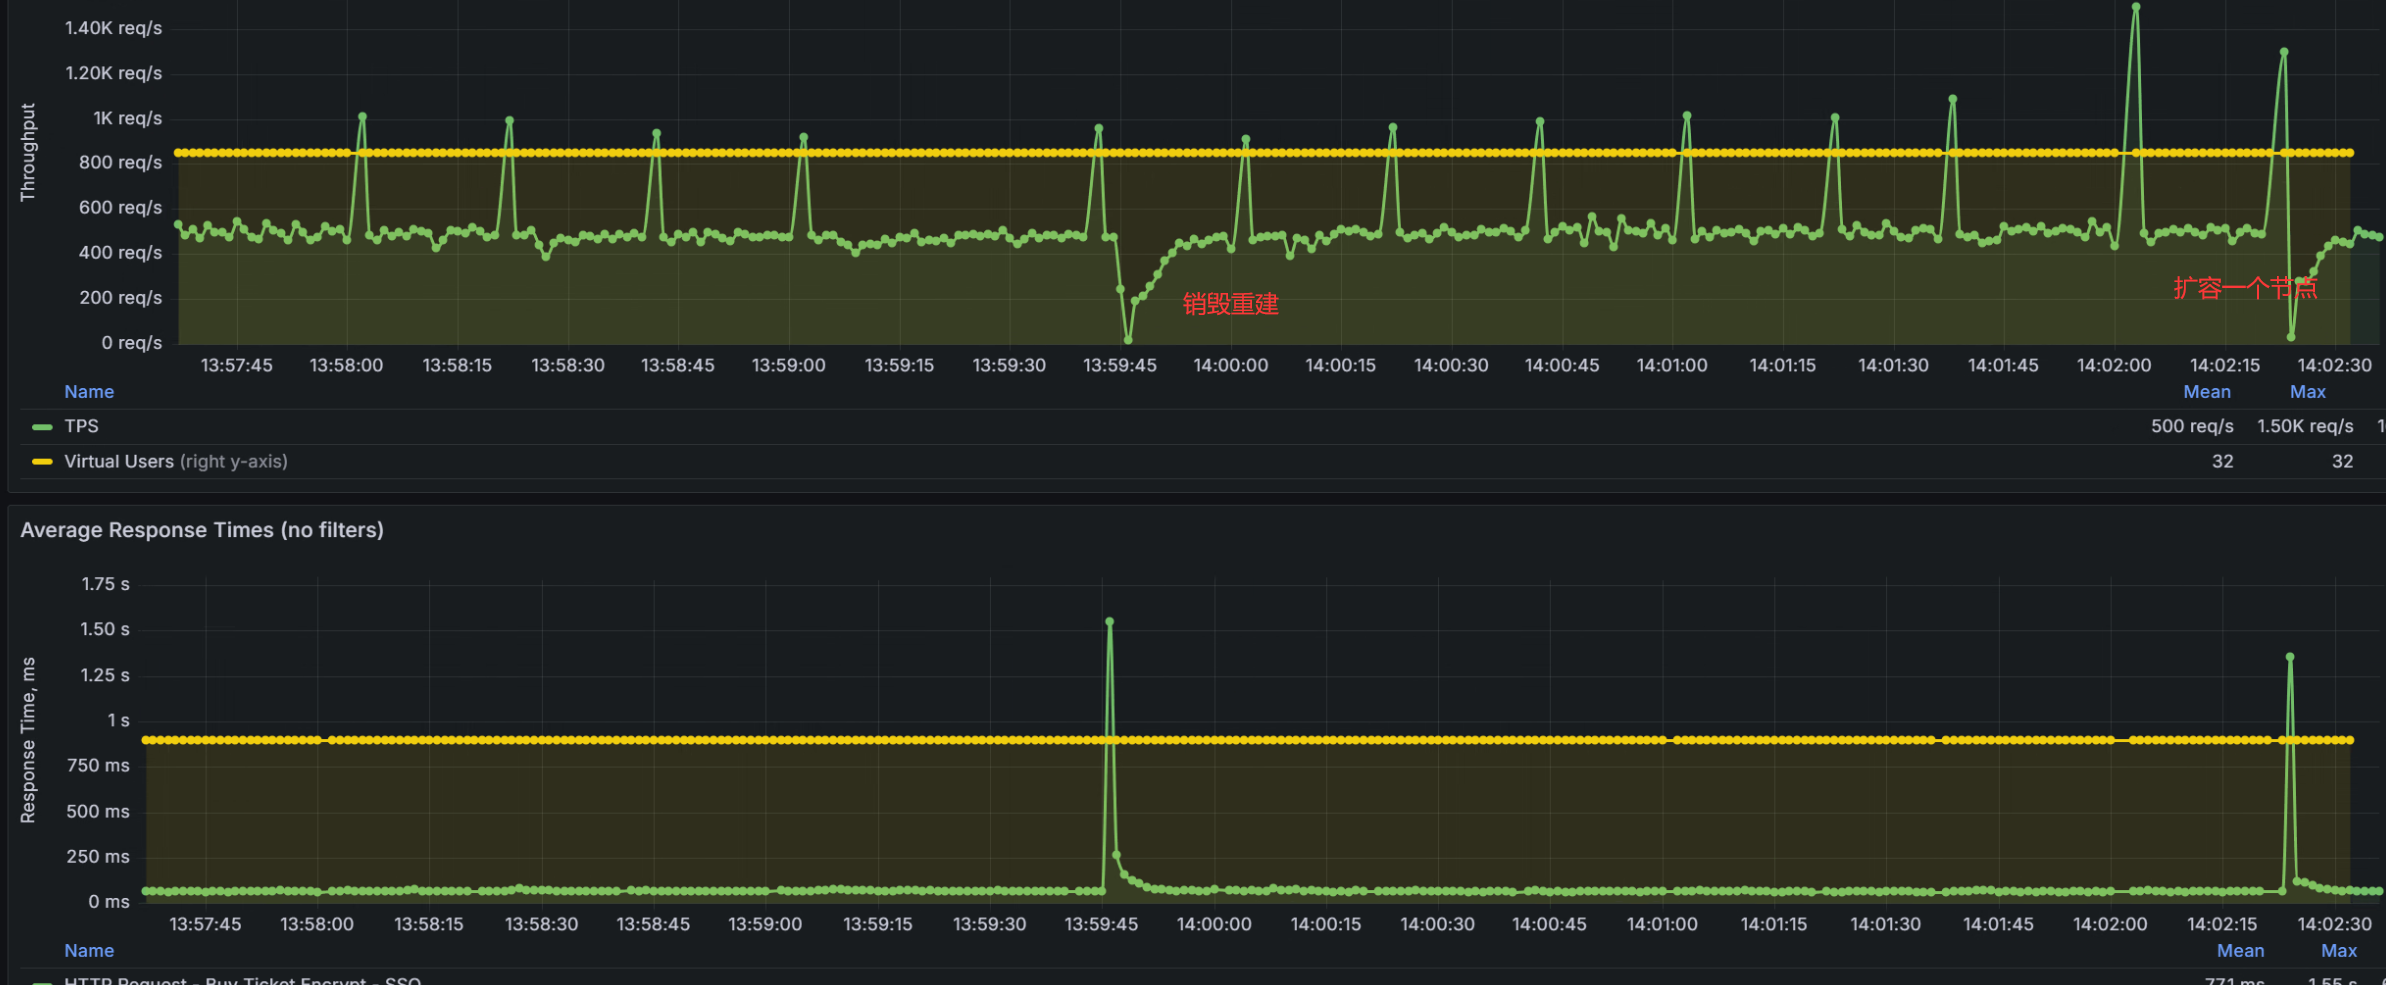 1.40K req/s
1.20K req/s
1K req/s
800 req/s
600 req/s
400 req/s
200 req/s
0 req/s
Throughput
销毁重建
扩容一个节点
13:57:45 13:58:00 13:58:15 13:58:30 13:58:45 13:59:00 13:59:15 13:59:30 13:59:45 14:00:00 14:00:15 14:00:30 14:00:45 14:01:00 14:01:15 14:01:30 14:01:45 14:02:00 14:02:15 14:02:30
Name Mean Max
TPS 500 req/s 1.50K req/s
Virtual Users (right y-axis) 32 32
Average Response Times (no filters)
1.75 s
1.50 s
1.25 s
1 s
750 ms
500 ms
250 ms
0 ms
Response Time, ms
13:57:45 13:58:00 13:58:15 13:58:30 13:58:45 13:59:00 13:59:15 13:59:30 13:59:45 14:00:00 14:00:15 14:00:30 14:00:45 14:01:00 14:01:15 14:01:30 14:01:45 14:02:00 14:02:15 14:02:30
Name Mean Max
HTTP Request - Buy Ticket Encrypt - SSO 1.55 s